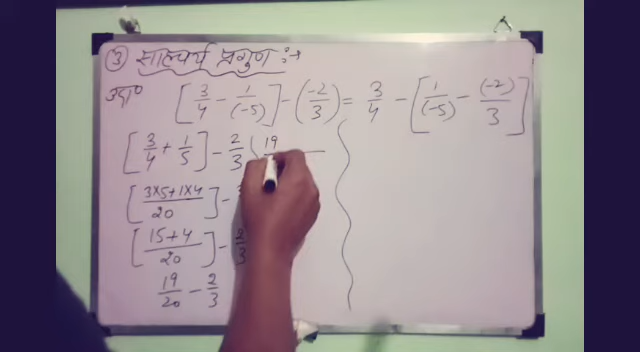 ③ साहचर्य प्रगुण :→
उदा० [3/4 - 1/(-5)] - (-2/3) = 3/4 - [1/(-5) - (-2)/3]
[3/4 + 1/5] - 2/3 ( 19
[3×5+1×4/20] -
[15+4/20] - 2/3
19/20 - 2/3